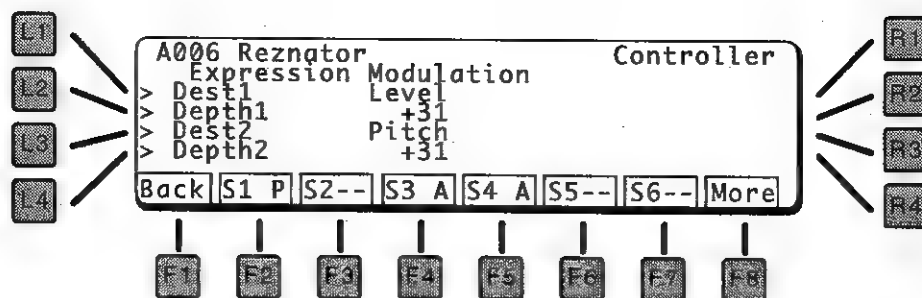 L1
L2
L3
L4
A006 Reznator Controller
Expression Modulation
> Dest1 Level
> Depth1 +31
> Dest2 Pitch
> Depth2 +31
Back S1 P S2-- S3 A S4 A S5-- S6-- More
R1
R2
R3
R4
F1 F2 F3 F4 F5 F6 F7 F8